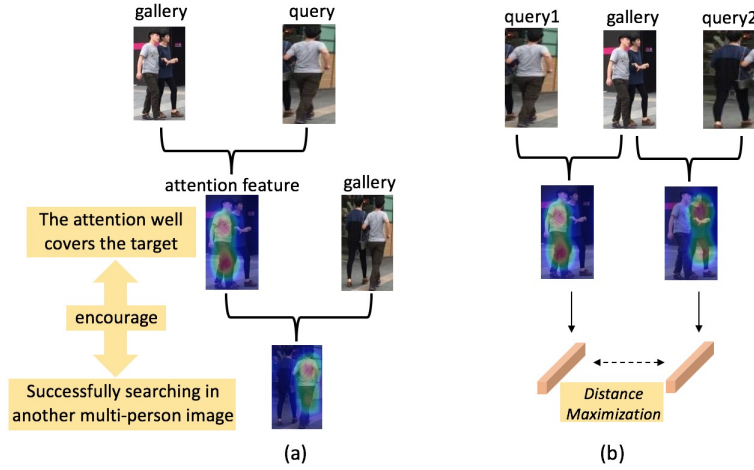 gallery
query
attention feature
gallery
The attention well
covers the target
encourage
Successfully searching in
another multi-person image
(a)
query1
gallery
query2
Distance
Maximization
(b)